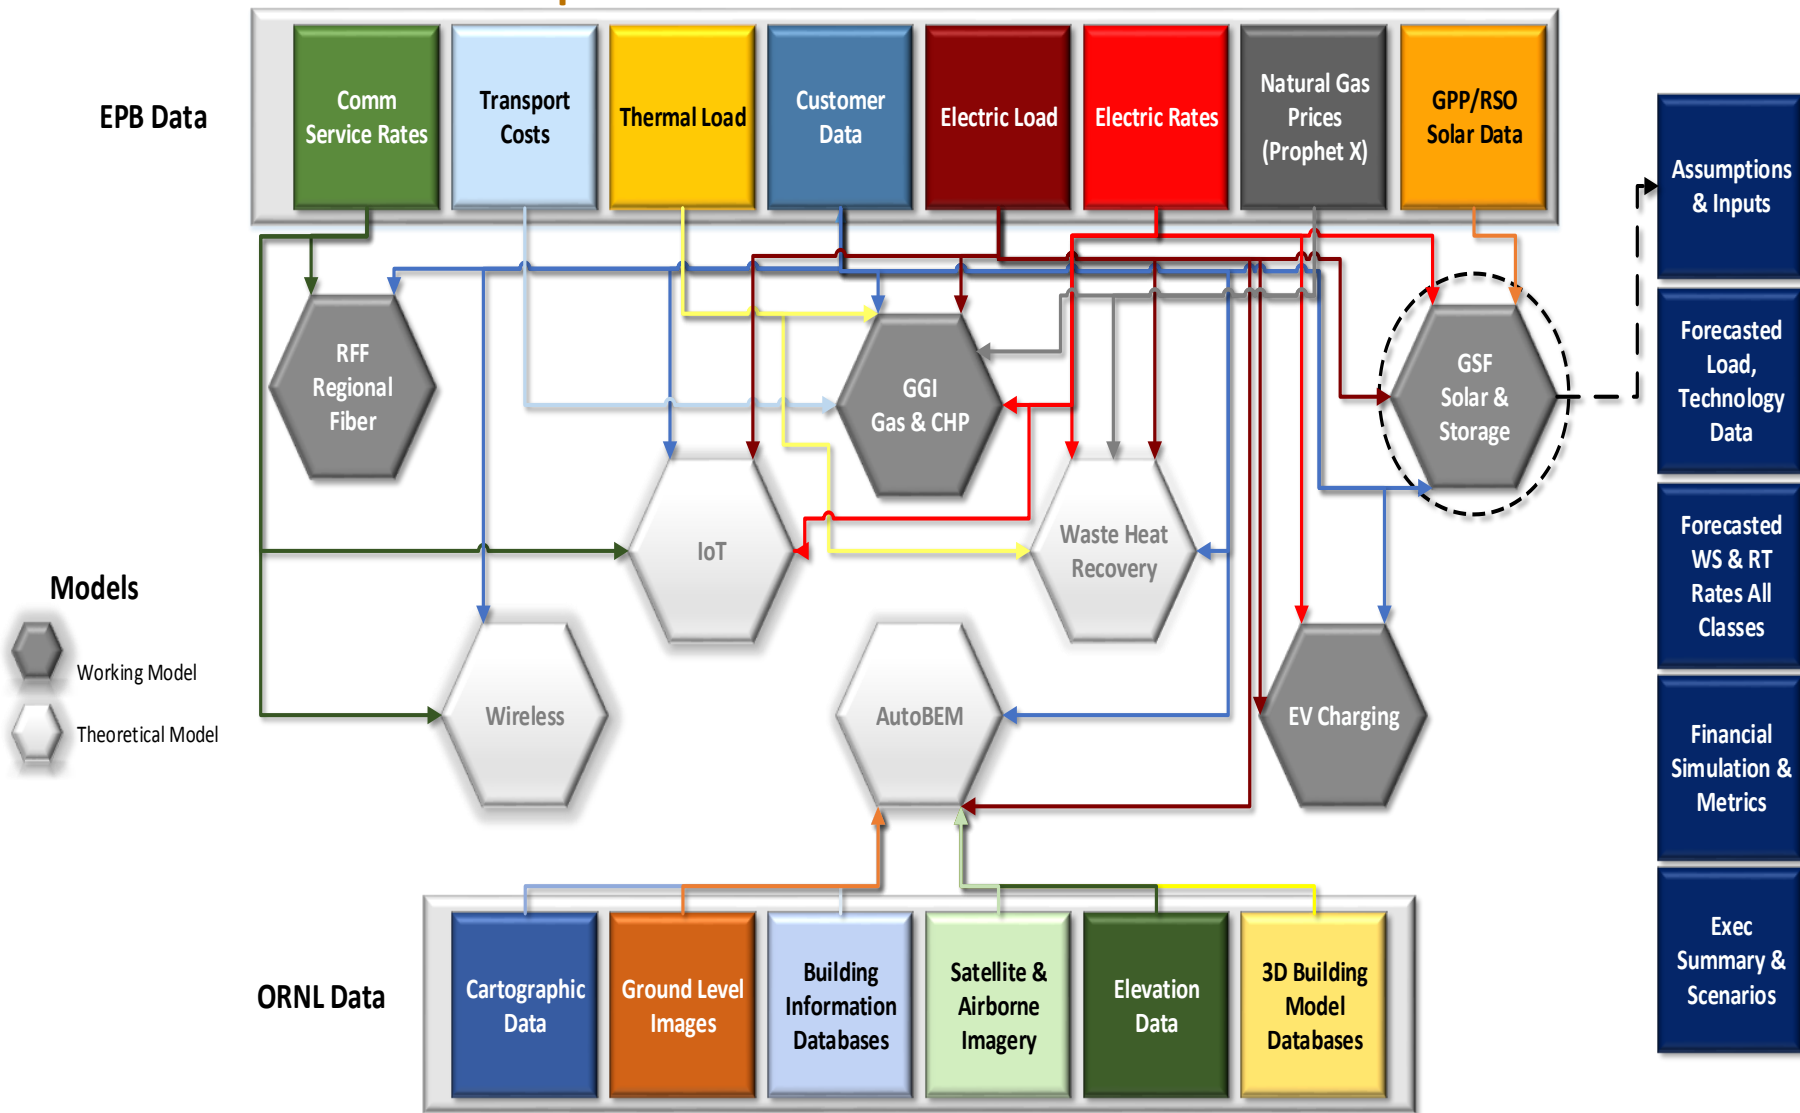 EPB Data
Comm
Service Rates
Transport
Costs
Thermal Load
Customer
Data
Electric Load
Electric Rates
Natural Gas
Prices
(Prophet X)
GPP/RSO
Solar Data
Assumptions
& Inputs
Forecasted
Load,
Technology
Data
Forecasted
WS & RT
Rates All
Classes
Financial
Simulation &
Metrics
Exec
Summary &
Scenarios
RFF
Regional
Fiber
GGI
Gas & CHP
GSF
Solar &
Storage
IoT
Waste Heat
Recovery
Models
Working Model
Theoretical Model
Wireless
AutoBEM
EV Charging
ORNL Data
Cartographic
Data
Ground Level
Images
Building
Information
Databases
Satellite &
Airborne
Imagery
Elevation
Data
3D Building
Model
Databases